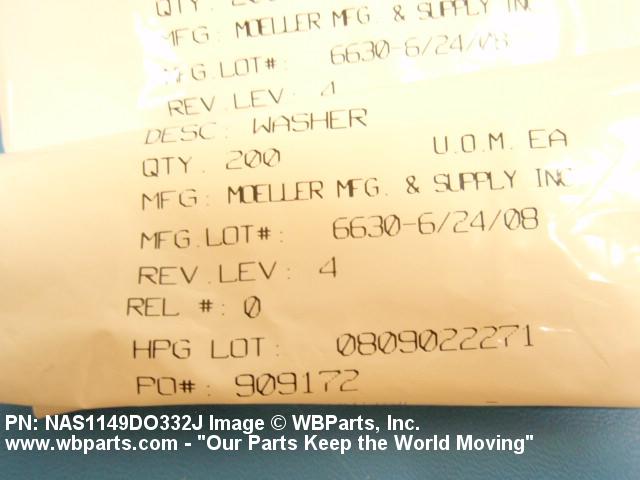 QTY. 200
MFG: MOELLER MFG. & SUPPLY INC
MFG.LOT#: 6630-6/24/08
REV.LEV: 4
DESC: WASHER
QTY. 200 U.O.M. EA
MFG: MOELLER MFG. & SUPPLY INC
MFG.LOT#: 6630-6/24/08
REV.LEV: 4
REL #: 0
HPG LOT: 0809022271
PO#: 909172
PN: NAS1149DO332J Image © WBParts, Inc.
www.wbparts.com - "Our Parts Keep the World Moving"